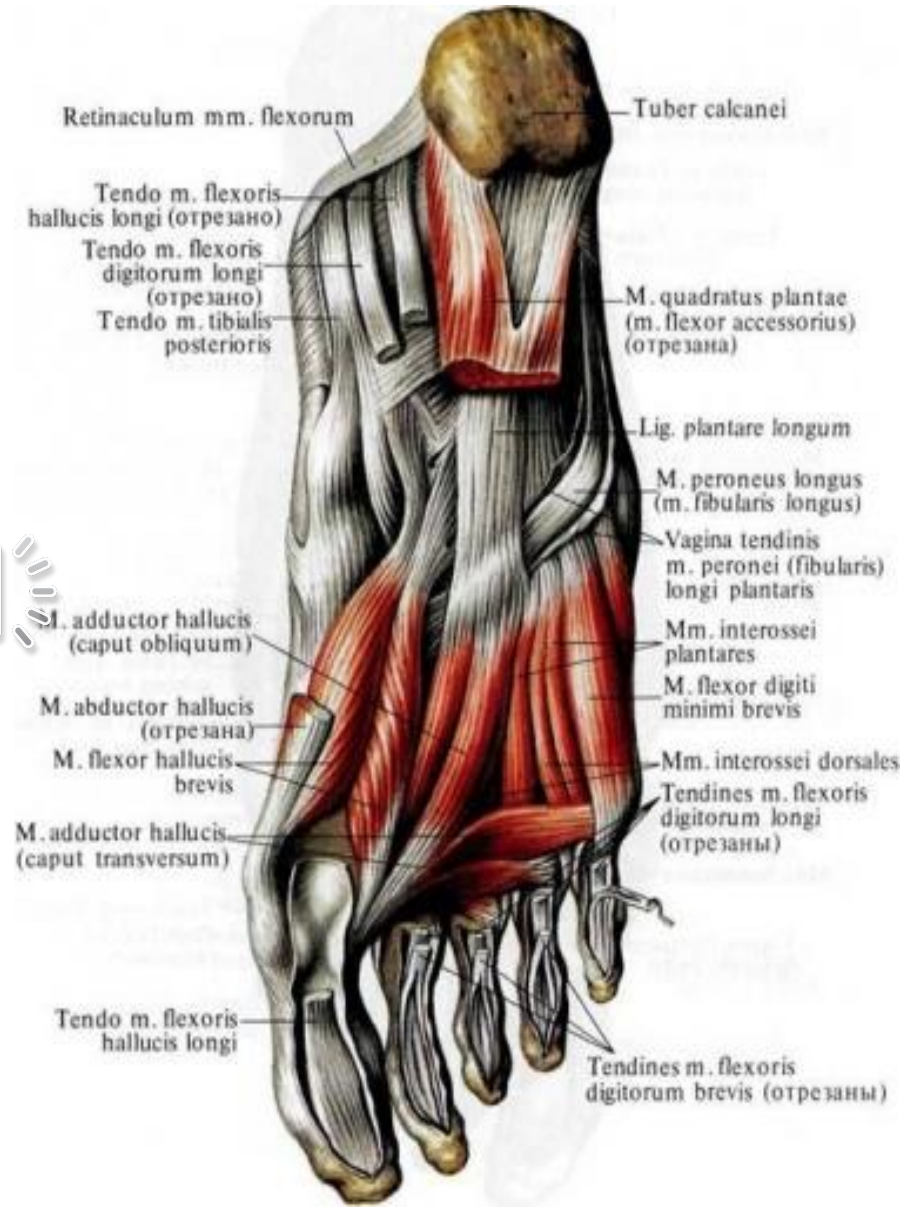 Retinaculum mm. flexorum
Tendo m. flexoris
hallucis longi (отрезано)
Tendo m. flexoris
digitorum longi
(отрезано)
Tendo m. tibialis
posterioris
M. adductor hallucis
(caput obliquum)
M. abductor hallucis
(отрезана)
M. flexor hallucis
brevis
M. adductor hallucis
(caput transversum)
Tendo m. flexoris
hallucis longi
Tuber calcanei
M. quadratus plantae
(m. flexor accessorius)
(отрезана)
Lig. plantare longum
M. peroneus longus
(m. fibularis longus)
Vagina tendinis
m. peronei (fibularis)
longi plantaris
Mm. interossei
plantares
M. flexor digiti
minimi brevis
Mm. interossei dorsales
Tendines m. flexoris
digitorum longi
(отрезаны)
Tendines m. flexoris
digitorum brevis (отрезаны)